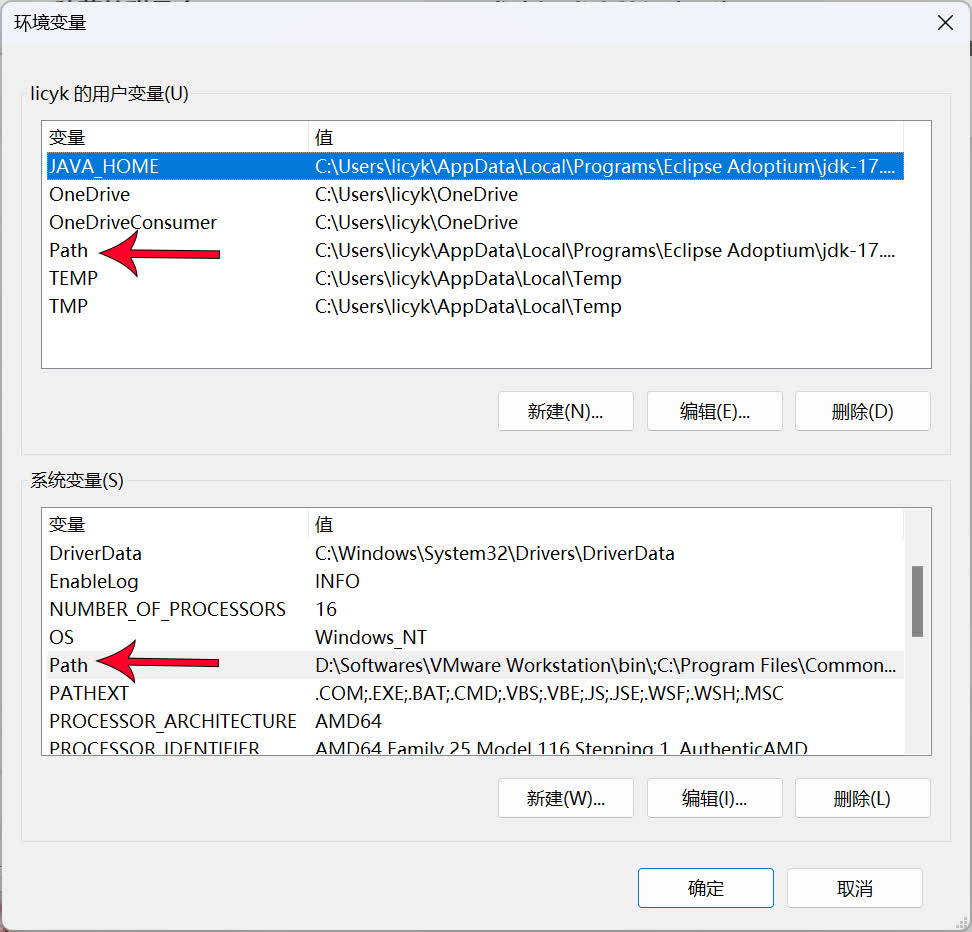 环境变量
licyk 的用户变量(U)
变量 值
JAVA_HOME C:\Users\licyk\AppData\Local\Programs\Eclipse Adoptium\jdk-17....
OneDrive C:\Users\licyk\OneDrive
OneDriveConsumer C:\Users\licyk\OneDrive
Path C:\Users\licyk\AppData\Local\Programs\Eclipse Adoptium\jdk-17....
TEMP C:\Users\licyk\AppData\Local\Temp
TMP C:\Users\licyk\AppData\Local\Temp
新建(N)... 编辑(E)... 删除(D)
系统变量(S)
变量 值
DriverData C:\Windows\System32\Drivers\DriverData
EnableLog INFO
NUMBER_OF_PROCESSORS 16
OS Windows_NT
Path D:\Softwares\VMware Workstation\bin\;C:\Program Files\Common...
PATHEXT .COM;.EXE;.BAT;.CMD;.VBS;.VBE;.JS;.JSE;.WSF;.WSH;.MSC
PROCESSOR_ARCHITECTURE AMD64
PROCESSOR_IDENTIFIER AMD64 Family 25 Model 116 Stepping 1, AuthenticAMD
新建(W)... 编辑(I)... 删除(L)
确定 取消